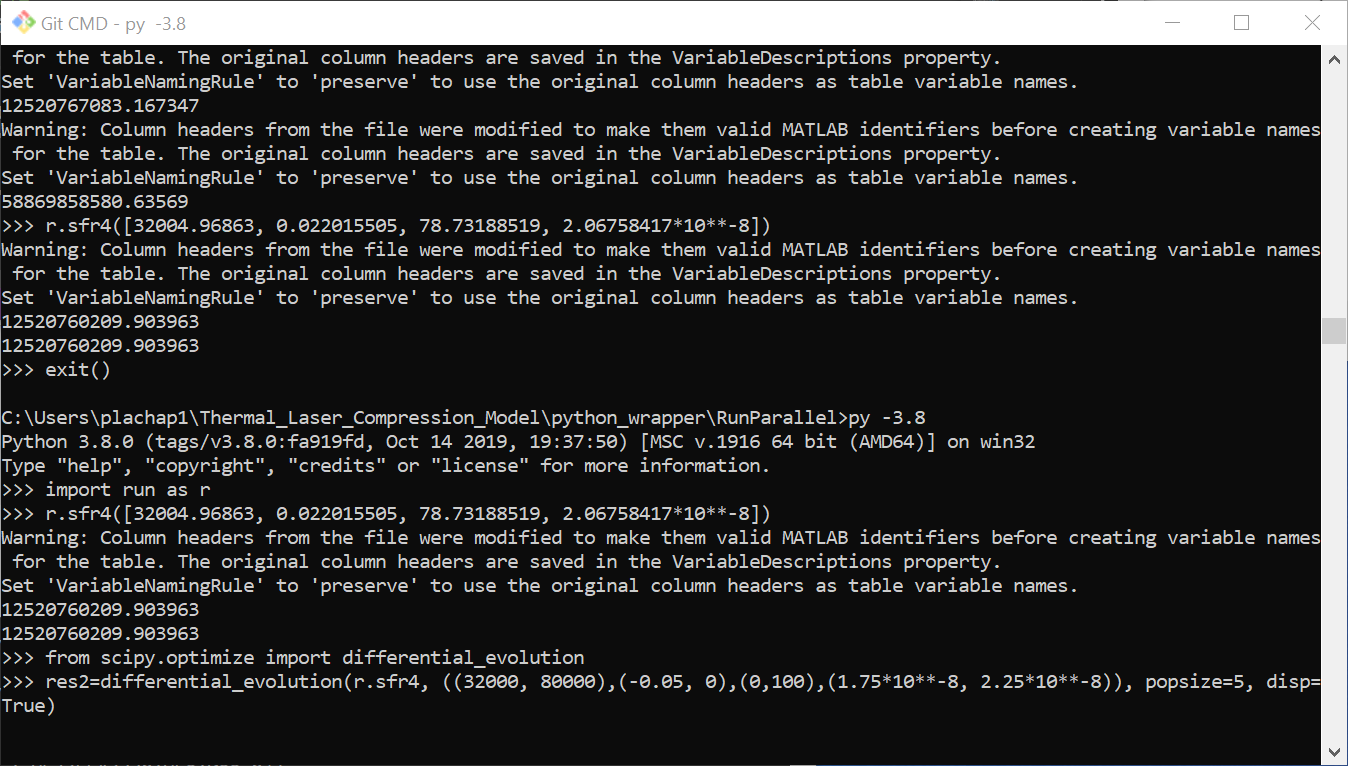 Git CMD - py  -3.8
 for the table. The original column headers are saved in the VariableDescriptions property.
Set 'VariableNamingRule' to 'preserve' to use the original column headers as table variable names.
12520767083.167347
Warning: Column headers from the file were modified to make them valid MATLAB identifiers before creating variable names
 for the table. The original column headers are saved in the VariableDescriptions property.
Set 'VariableNamingRule' to 'preserve' to use the original column headers as table variable names.
58869858580.63569
>>> r.sfr4([32004.96863, 0.022015505, 78.73188519, 2.06758417*10**-8])
Warning: Column headers from the file were modified to make them valid MATLAB identifiers before creating variable names
 for the table. The original column headers are saved in the VariableDescriptions property.
Set 'VariableNamingRule' to 'preserve' to use the original column headers as table variable names.
12520760209.903963
12520760209.903963
>>> exit()
C:\Users\plachap1\Thermal_Laser_Compression_Model\python_wrapper\RunParallel>py -3.8
Python 3.8.0 (tags/v3.8.0:fa919fd, Oct 14 2019, 19:37:50) [MSC v.1916 64 bit (AMD64)] on win32
Type "help", "copyright", "credits" or "license" for more information.
>>> import run as r
>>> r.sfr4([32004.96863, 0.022015505, 78.73188519, 2.06758417*10**-8])
Warning: Column headers from the file were modified to make them valid MATLAB identifiers before creating variable names
 for the table. The original column headers are saved in the VariableDescriptions property.
Set 'VariableNamingRule' to 'preserve' to use the original column headers as table variable names.
12520760209.903963
12520760209.903963
>>> from scipy.optimize import differential_evolution
>>> res2=differential_evolution(r.sfr4, ((32000, 80000),(-0.05, 0),(0,100),(1.75*10**-8, 2.25*10**-8)), popsize=5, disp=
True)